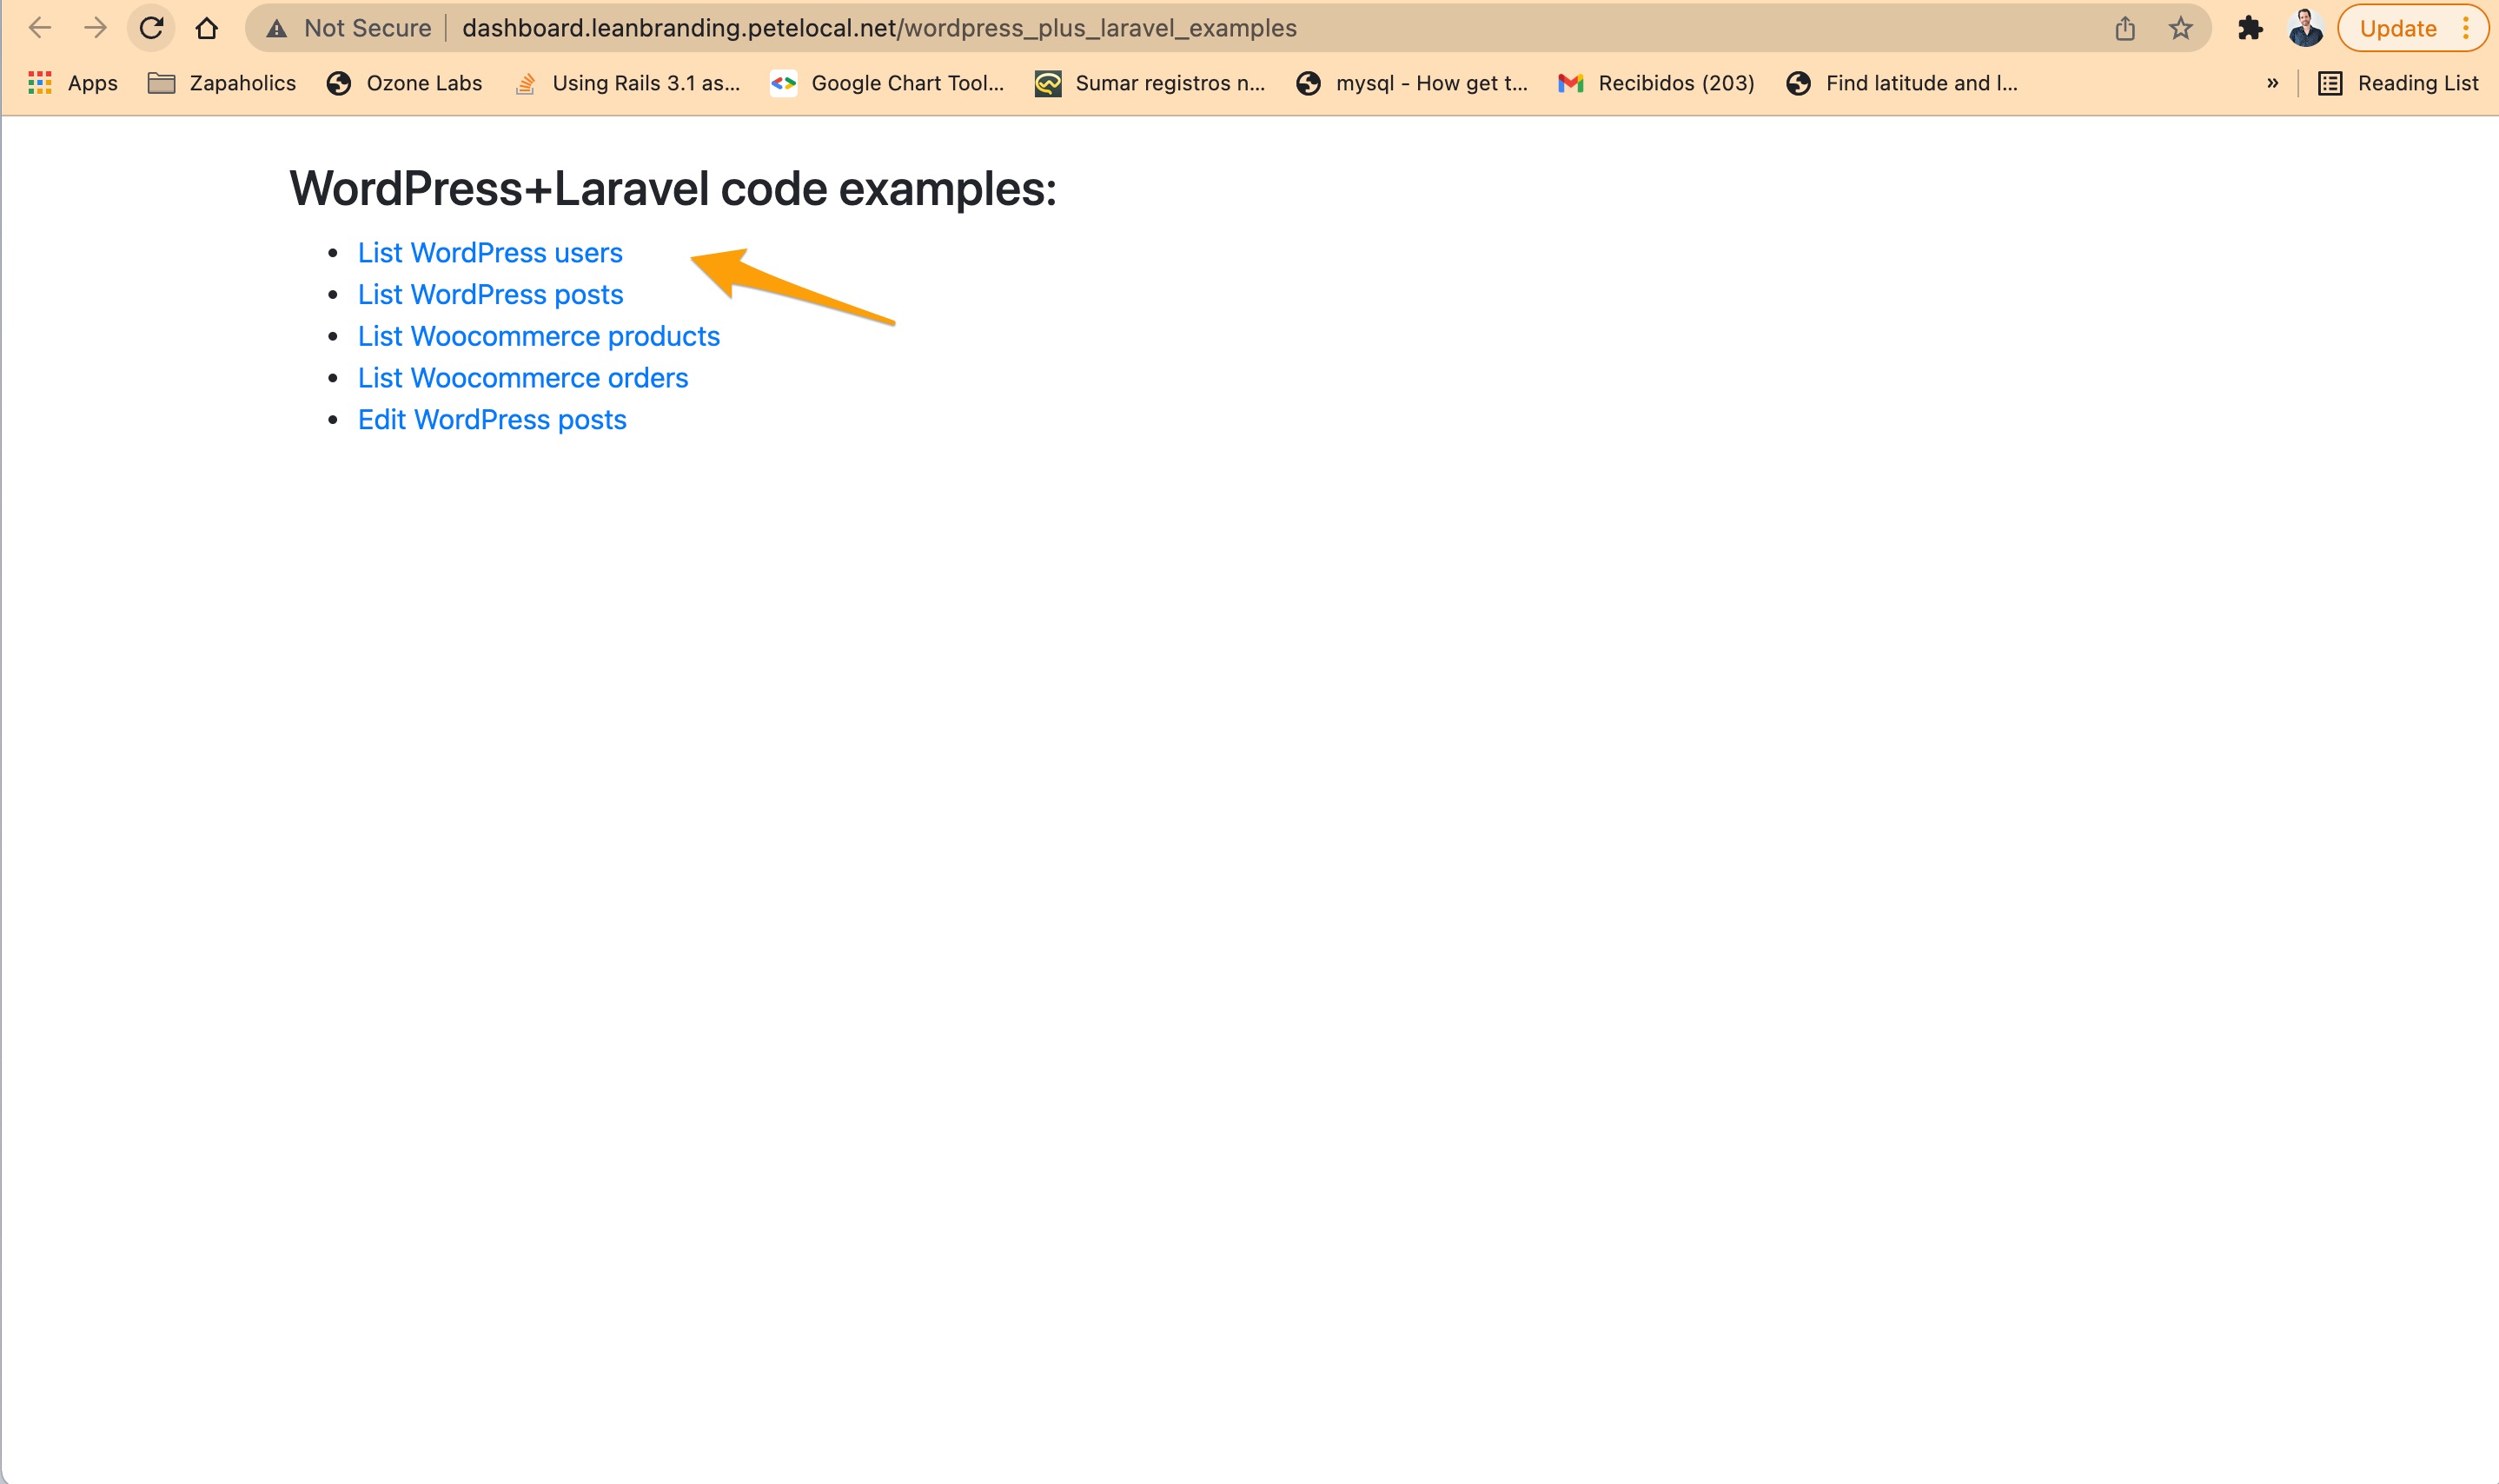 Not Secure dashboard.leanbranding.petelocal.net/wordpress_plus_laravel_examples Update
Apps Zapaholics Ozone Labs Using Rails 3.1 as... Google Chart Tool... Sumar registros n... mysql - How get t... Recibidos (203) Find latitude and l... » Reading List
WordPress+Laravel code examples:
• List WordPress users
• List WordPress posts
• List Woocommerce products
• List Woocommerce orders
• Edit WordPress posts